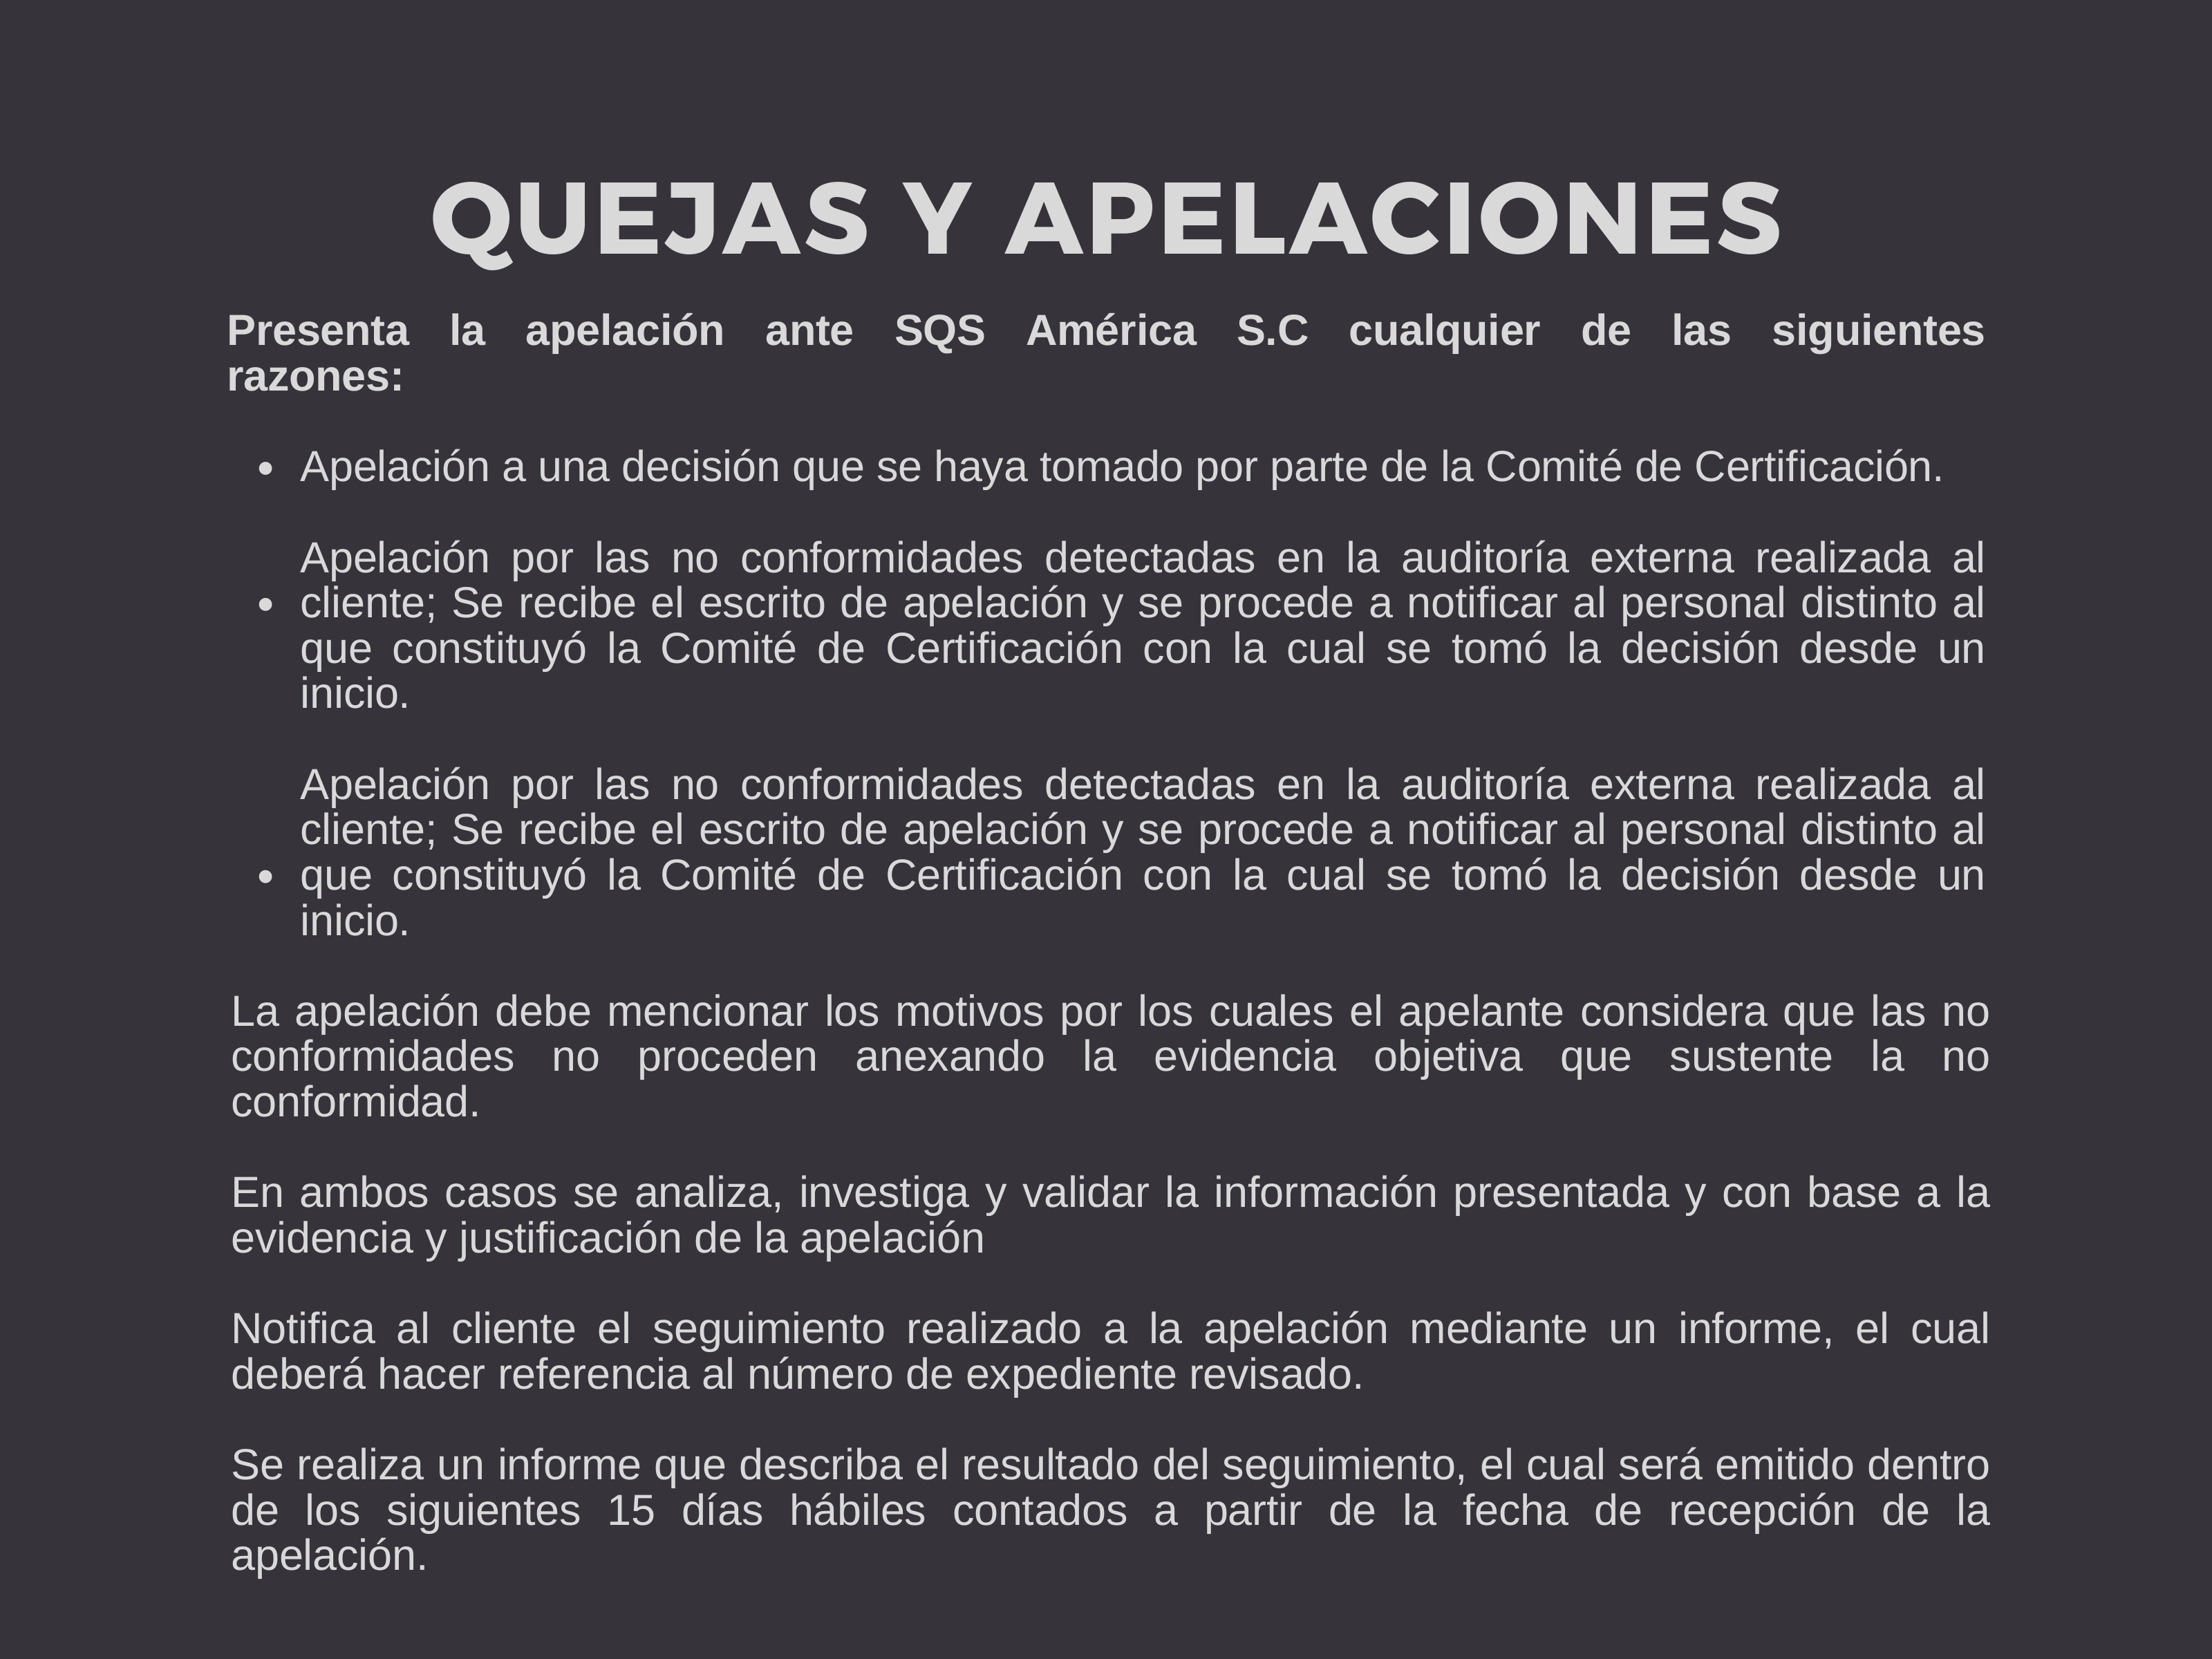 QUEJAS Y APELACIONES
Presenta la apelación ante SQS América S.C cualquier de las siguientes
razones:
• Apelación a una decisión que se haya tomado por parte de la Comité de Certificación.
Apelación por las no conformidades detectadas en la auditoría externa realizada al
• cliente; Se recibe el escrito de apelación y se procede a notificar al personal distinto al
que constituyó la Comité de Certificación con la cual se tomó la decisión desde un
inicio.
Apelación por las no conformidades detectadas en la auditoría externa realizada al
cliente; Se recibe el escrito de apelación y se procede a notificar al personal distinto al
• que constituyó la Comité de Certificación con la cual se tomó la decisión desde un
inicio.
La apelación debe mencionar los motivos por los cuales el apelante considera que las no
conformidades no proceden anexando la evidencia objetiva que sustente la no
conformidad.
En ambos casos se analiza, investiga y validar la información presentada y con base a la
evidencia y justificación de la apelación
Notifica al cliente el seguimiento realizado a la apelación mediante un informe, el cual
deberá hacer referencia al número de expediente revisado.
Se realiza un informe que describa el resultado del seguimiento, el cual será emitido dentro
de los siguientes 15 días hábiles contados a partir de la fecha de recepción de la
apelación.